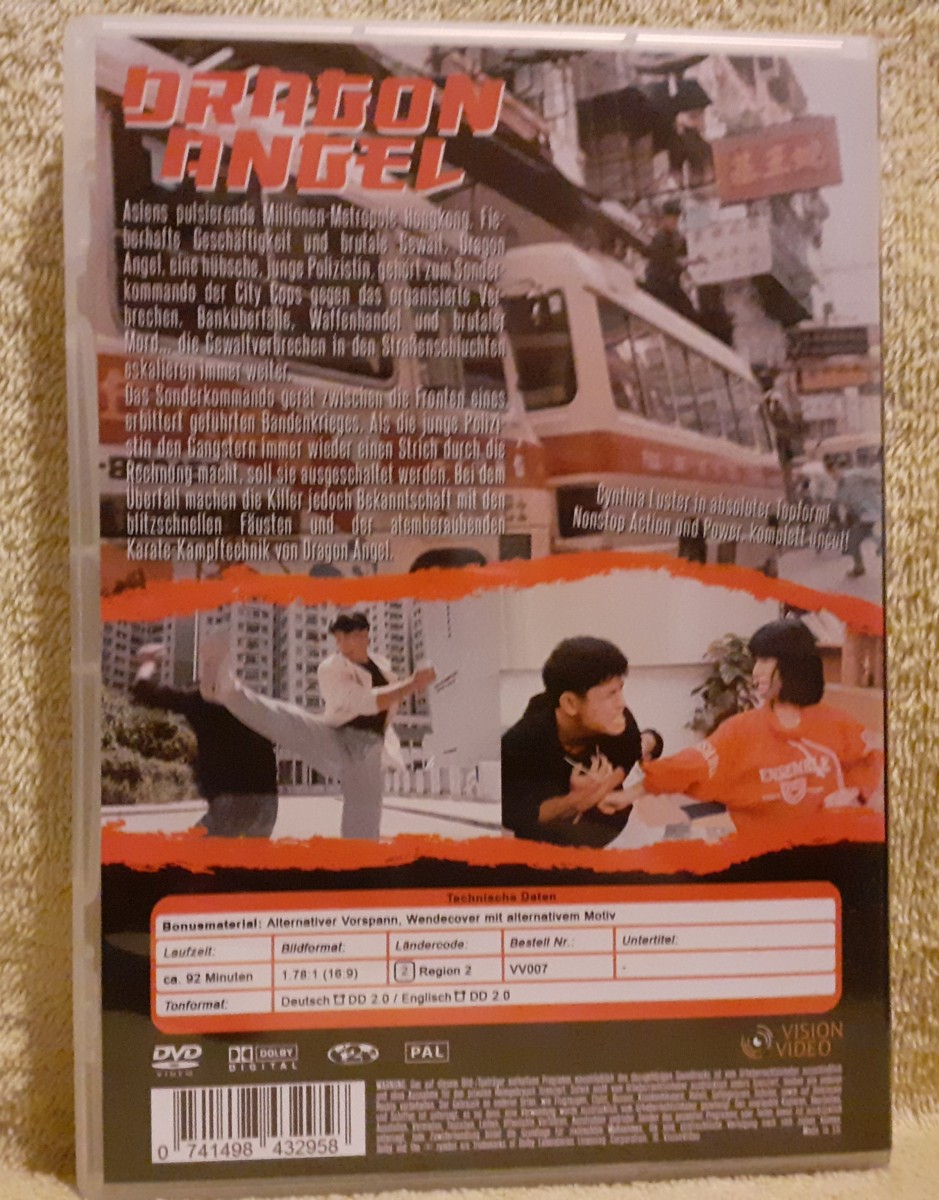 DRAGON
ANGEL
Asiens pulsierende Millionen-Metropole Hongkong. Fie-
berhafte Geschäftigkeit und brutale Gewalt. Dragon
Angel, eine hübsche, junge Polizistin, gehört zum Sonder-
kommando der City Cops gegen das organisierte Ver-
brechen. Banküberfälle, Waffenhandel und brutaler
Mord... die Gewaltverbrechen in den Straßenschluchten
eskalieren immer weiter.
Das Sonderkommando gerät zwischen die Fronten eines
erbittert geführten Bandenkrieges. Als die junge Polizi-
stin den Gangstern immer wieder einen Strich durch die
Rechnung macht, soll sie ausgeschaltet werden. Bei dem
Überfall machen die Killer jedoch Bekanntschaft mit den
blitzschnellen Fäusten und der atemberaubenden
Karate-Kampftechnik von Dragon Angel.
Cynthia Luster in absoluter Topform!
Nonstop Action und Power, komplett uncut!
ENSEMBLE
Technische Daten
Bonusmaterial: Alternativer Vorspann, Wendecover mit alternativem Motiv
Laufzeit: Bildformat: Ländercode: Bestell Nr.: Untertitel:
ca. 92 Minuten 1.78:1 (16:9) 2 Region 2 VV007 -
Tonformat: Deutsch DD 2.0 / Englisch DD 2.0
VISION
VIDEO
DVD
VIDEO
DOLBY
DIGITAL
PAL
0 741498 432958